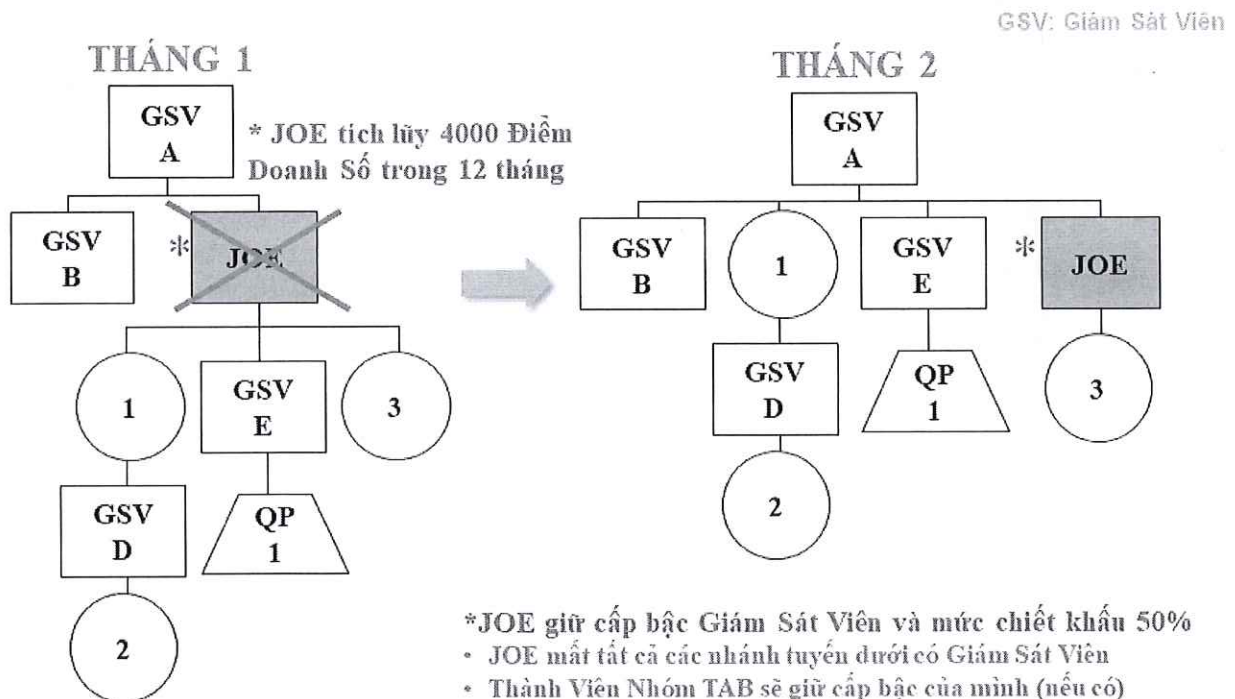 GSV: Giám Sát Viên
THÁNG 1
GSV
A
* JOE tích lũy 4000 Điểm
Doanh Số trong 12 tháng
GSV
B
*
JOE
1
GSV
E
3
GSV
D
QP
1
2
THÁNG 2
GSV
A
GSV
B
1
GSV
E
*
JOE
GSV
D
QP
1
3
2
*JOE giữ cấp bậc Giám Sát Viên và mức chiết khấu 50%
• JOE mất tất cả các nhánh tuyến dưới có Giám Sát Viên
• Thành Viên Nhóm TAB sẽ giữ cấp bậc của mình (nếu có)